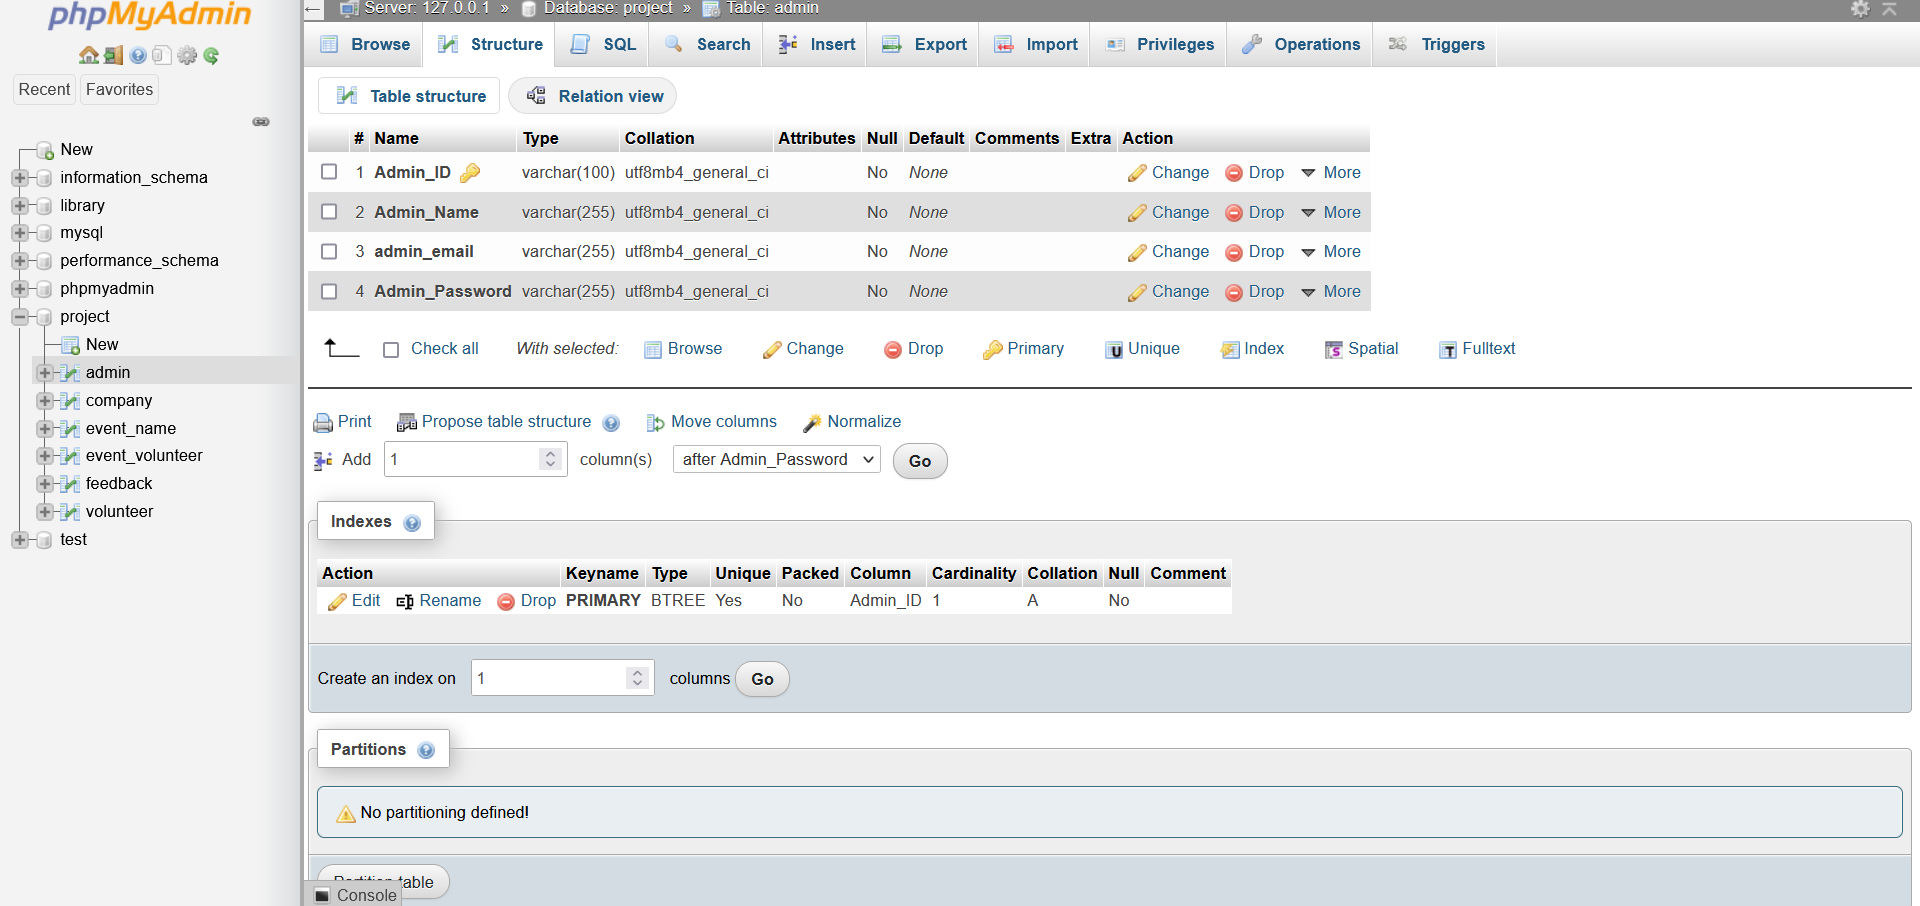 phpMyAdmin
Recent Favorites
New
information_schema
library
mysql
performance_schema
phpmyadmin
project
New
admin
company
event_name
event_volunteer
feedback
volunteer
test
Server: 127.0.0.1 » Database: project » Table: admin
Browse Structure SQL Search Insert Export Import Privileges Operations Triggers
Table structure Relation view
# Name Type Collation Attributes Null Default Comments Extra Action
1 Admin_ID varchar(100) utf8mb4_general_ci No None Change Drop More
2 Admin_Name varchar(255) utf8mb4_general_ci No None Change Drop More
3 admin_email varchar(255) utf8mb4_general_ci No None Change Drop More
4 Admin_Password varchar(255) utf8mb4_general_ci No None Change Drop More
Check all With selected: Browse Change Drop Primary Unique Index Spatial Fulltext
Print Propose table structure Move columns Normalize
Add 1 column(s) after Admin_Password Go
Indexes
Action Keyname Type Unique Packed Column Cardinality Collation Null Comment
Edit Rename Drop PRIMARY BTREE Yes No Admin_ID 1 A No
Create an index on 1 columns Go
Partitions
No partitioning defined!
Partition table
Console